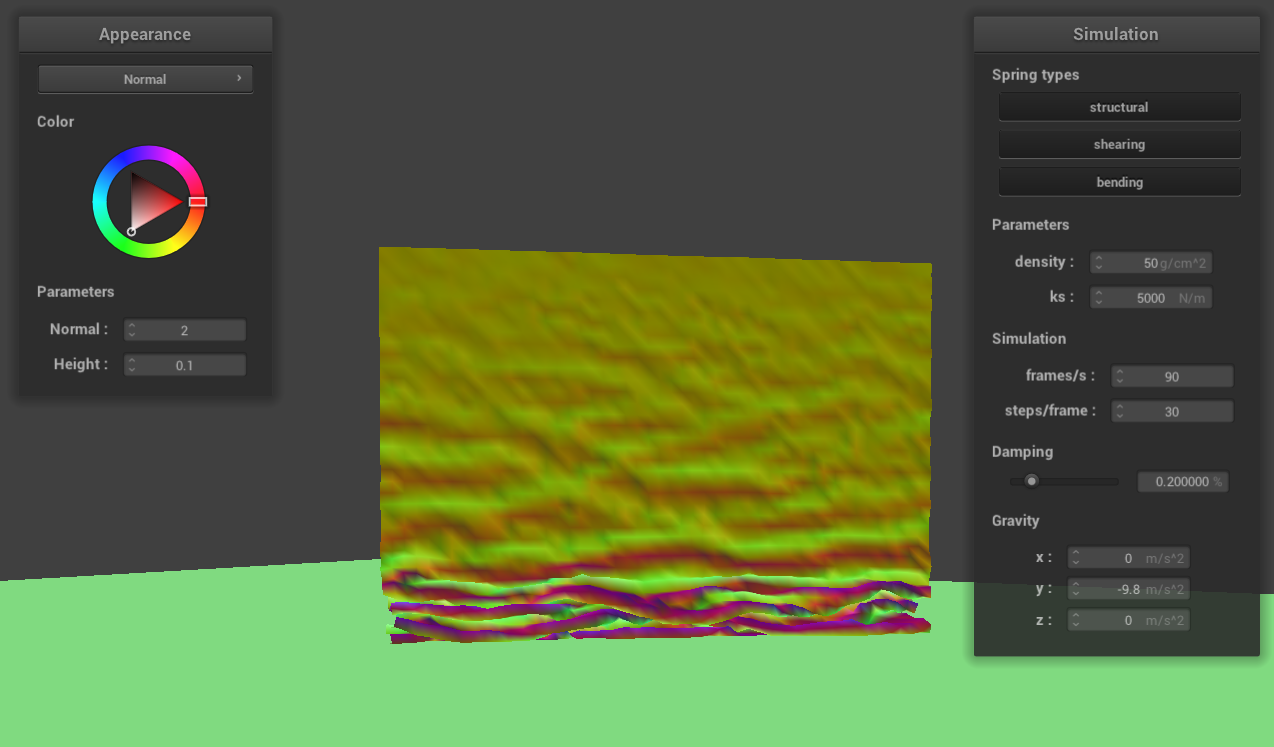 Appearance
Normal
Color
Parameters
Normal : 2
Height : 0.1
Simulation
Spring types
structural
shearing
bending
Parameters
density : 50 g/cm^2
ks : 5000 N/m
Simulation
frames/s : 90
steps/frame : 30
Damping
0.200000 %
Gravity
x : 0 m/s^2
y : -9.8 m/s^2
z : 0 m/s^2